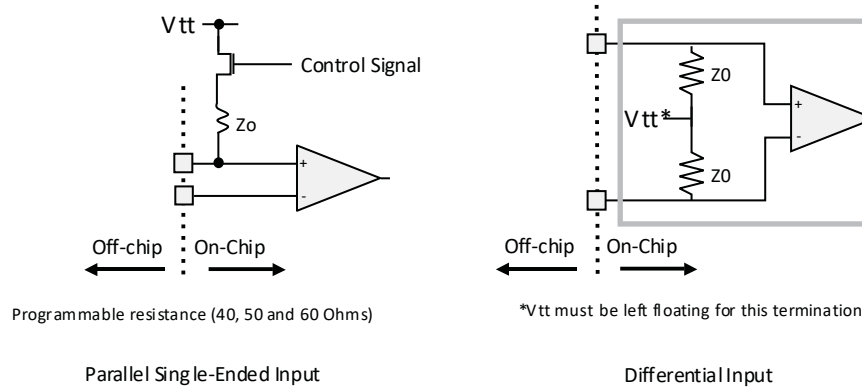 Vtt
Control Signal
Zo
+
-
Off-chip
On-Chip
Programmable resistance (40, 50 and 60 Ohms)
Parallel Single-Ended Input
Z0
Vtt*
Z0
+
-
Off-chip
On-Chip
*Vtt must be left floating for this termination
Differential Input